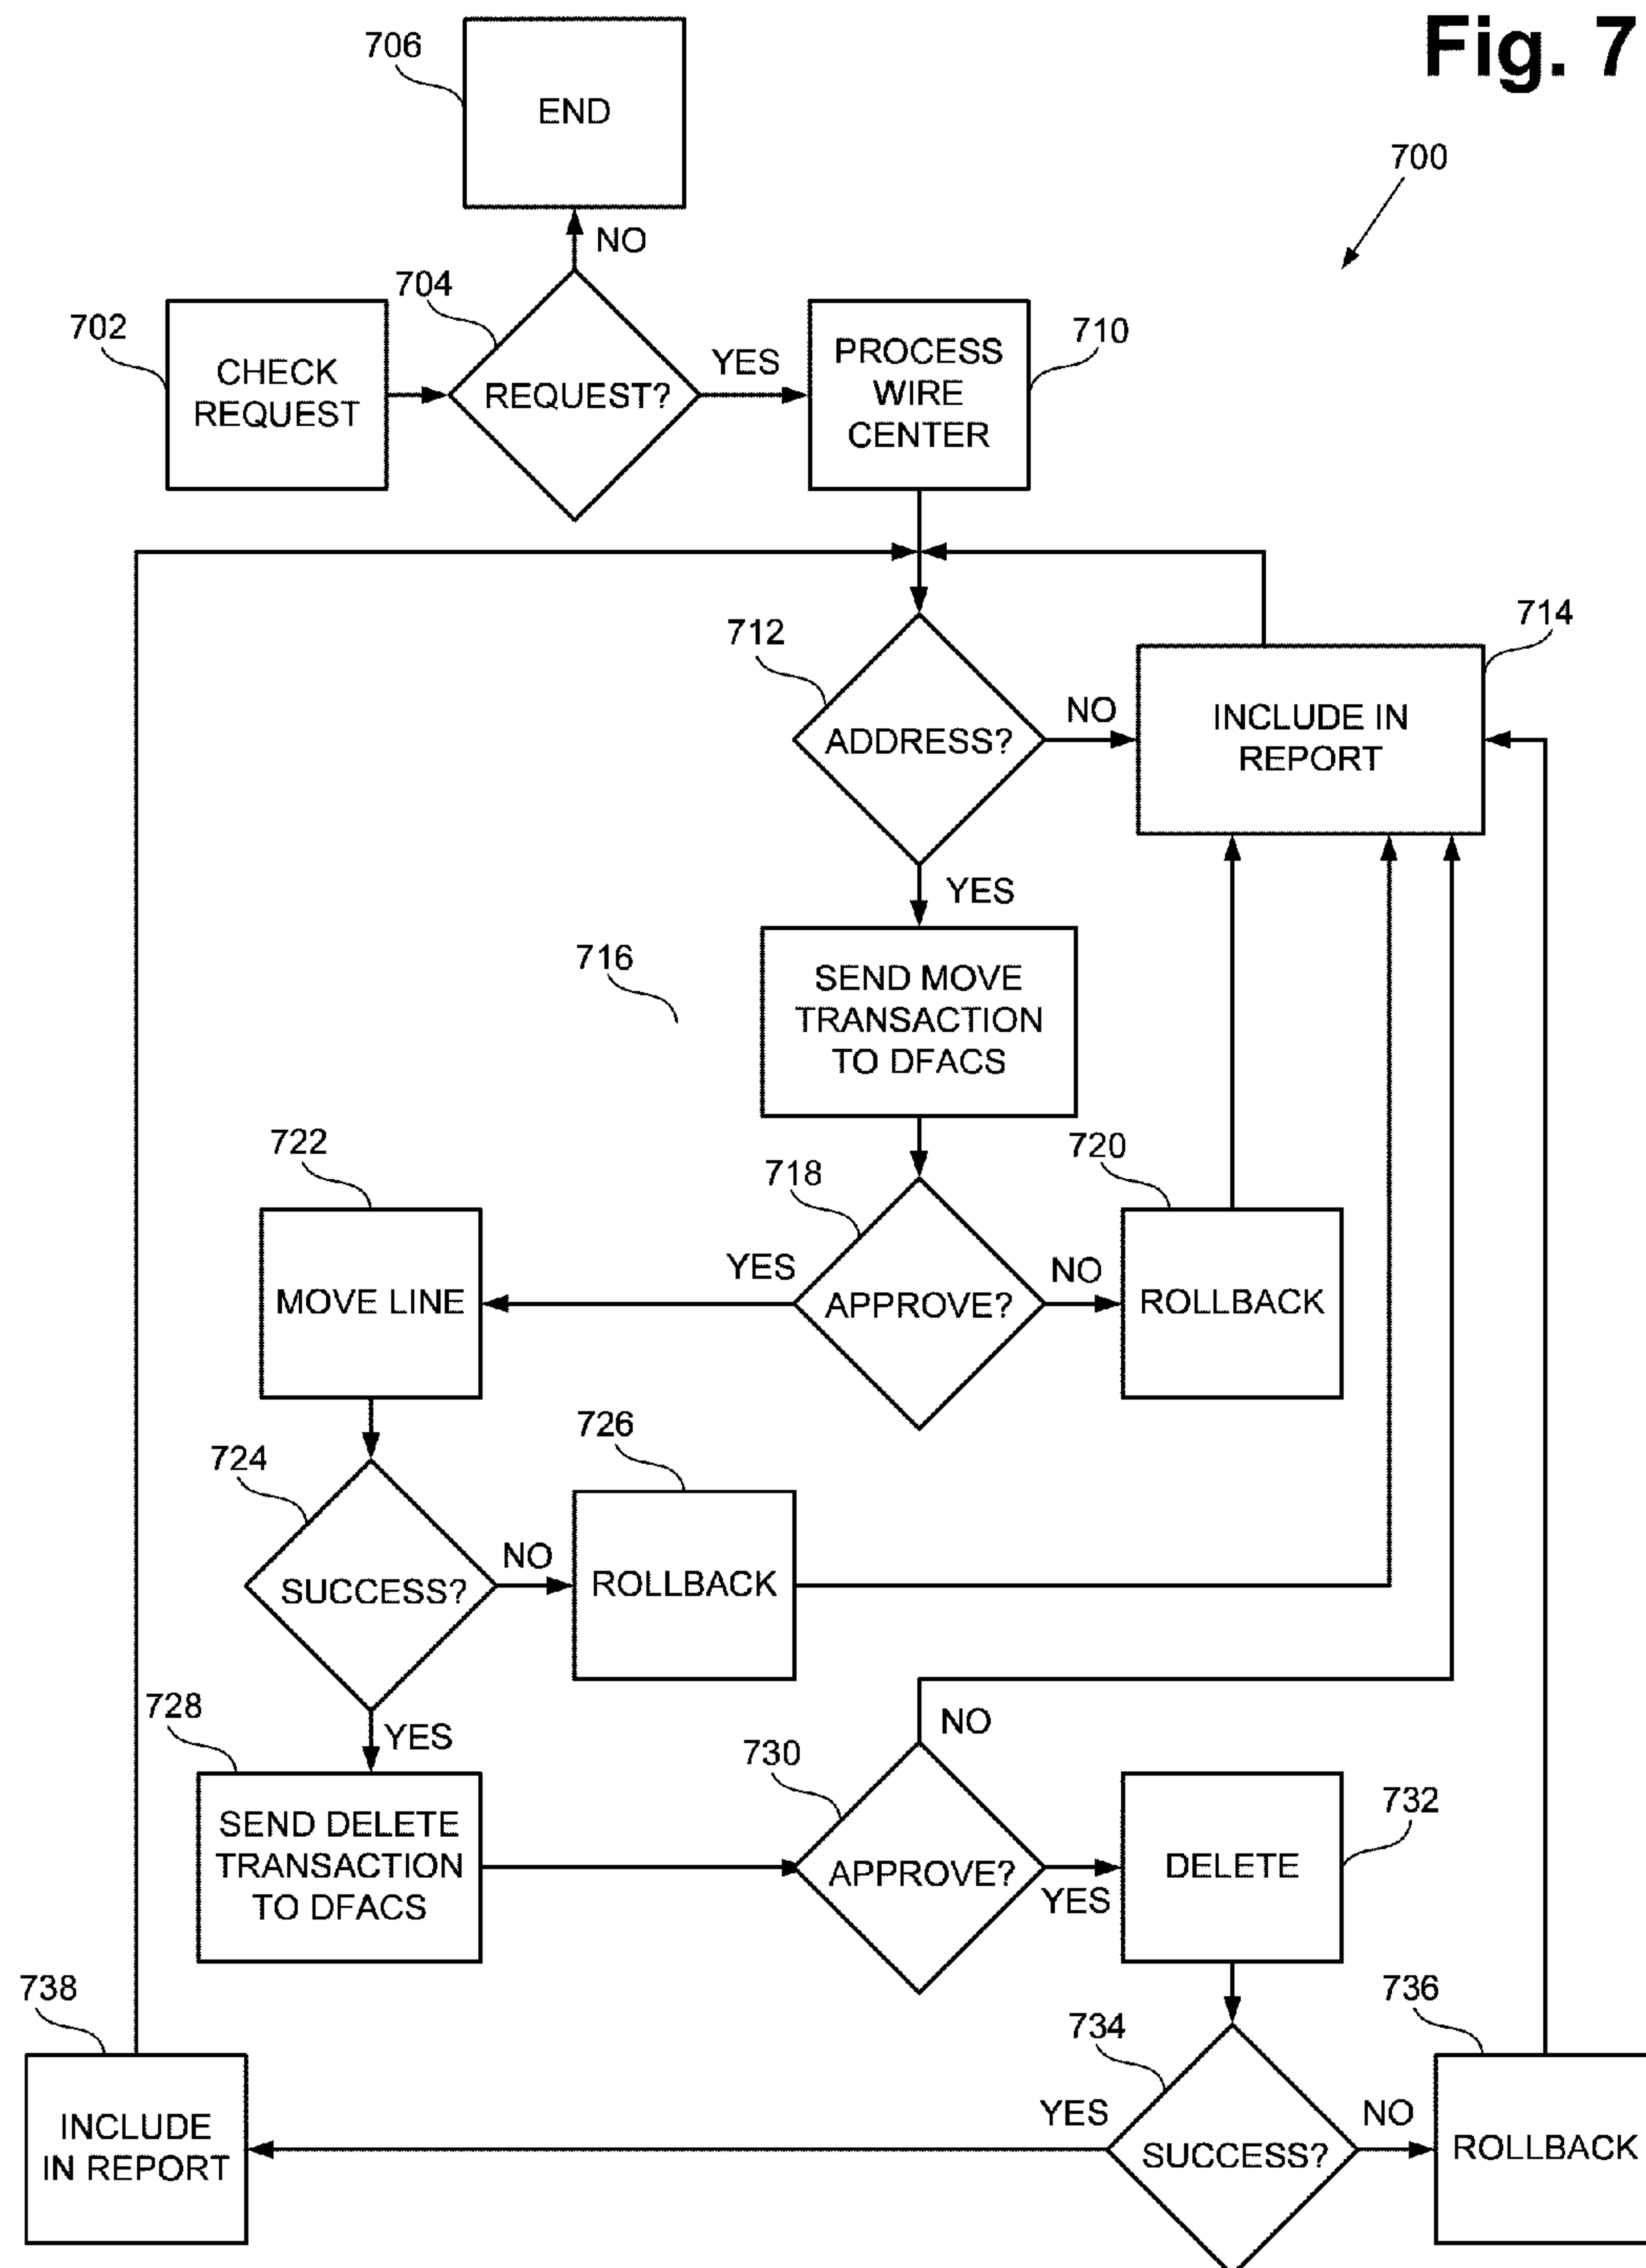 Fig. 7
706
END
700
NO
704
702
CHECK
REQUEST
REQUEST?
YES
PROCESS
WIRE
CENTER
710
712
714
ADDRESS?
NO
INCLUDE IN
REPORT
YES
716
SEND MOVE
TRANSACTION
TO DFACS
722
718
720
MOVE LINE
YES
APPROVE?
NO
ROLLBACK
724
726
SUCCESS?
NO
ROLLBACK
728
YES
730
NO
732
SEND DELETE
TRANSACTION
TO DFACS
APPROVE?
YES
DELETE
738
734
736
INCLUDE
IN REPORT
YES
SUCCESS?
NO
ROLLBACK